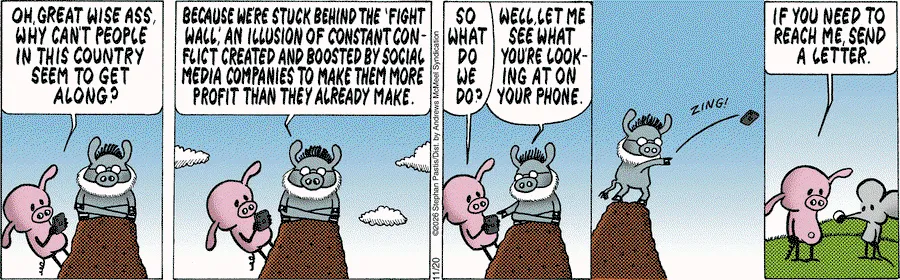 OH, GREAT WISE ASS,
WHY CAN'T PEOPLE
IN THIS COUNTRY
SEEM TO GET
ALONG?
BECAUSE WE'RE STUCK BEHIND THE 'FIGHT
WALL,' AN ILLUSION OF CONSTANT CON-
FLICT CREATED AND BOOSTED BY SOCIAL
MEDIA COMPANIES TO MAKE THEM MORE
PROFIT THAN THEY ALREADY MAKE.
©2026 Stephan Pastis/Dist. by Andrews McMeel Syndication
11/20
SO
WHAT
DO
WE
DO?
WELL, LET ME
SEE WHAT
YOU'RE LOOK-
ING AT ON
YOUR PHONE.
ZING!
IF YOU NEED TO
REACH ME, SEND
A LETTER.